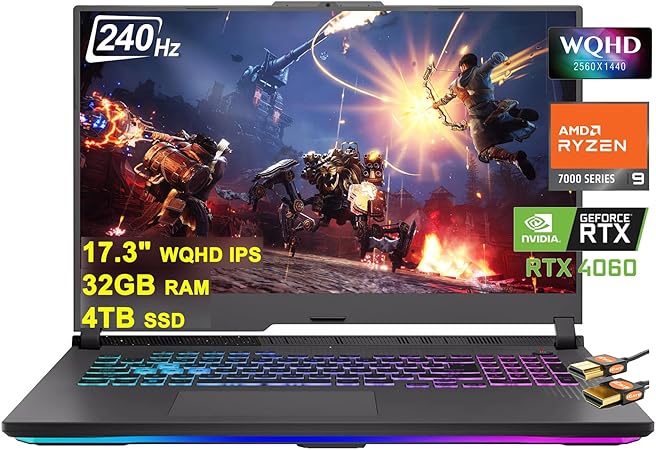 240Hz
WQHD
2560X1440
AMD
RYZEN
7000 SERIES 9
NVIDIA.
GEFORCE
RTX
RTX 4060
17.3" WQHD IPS
32GB RAM
4TB SSD